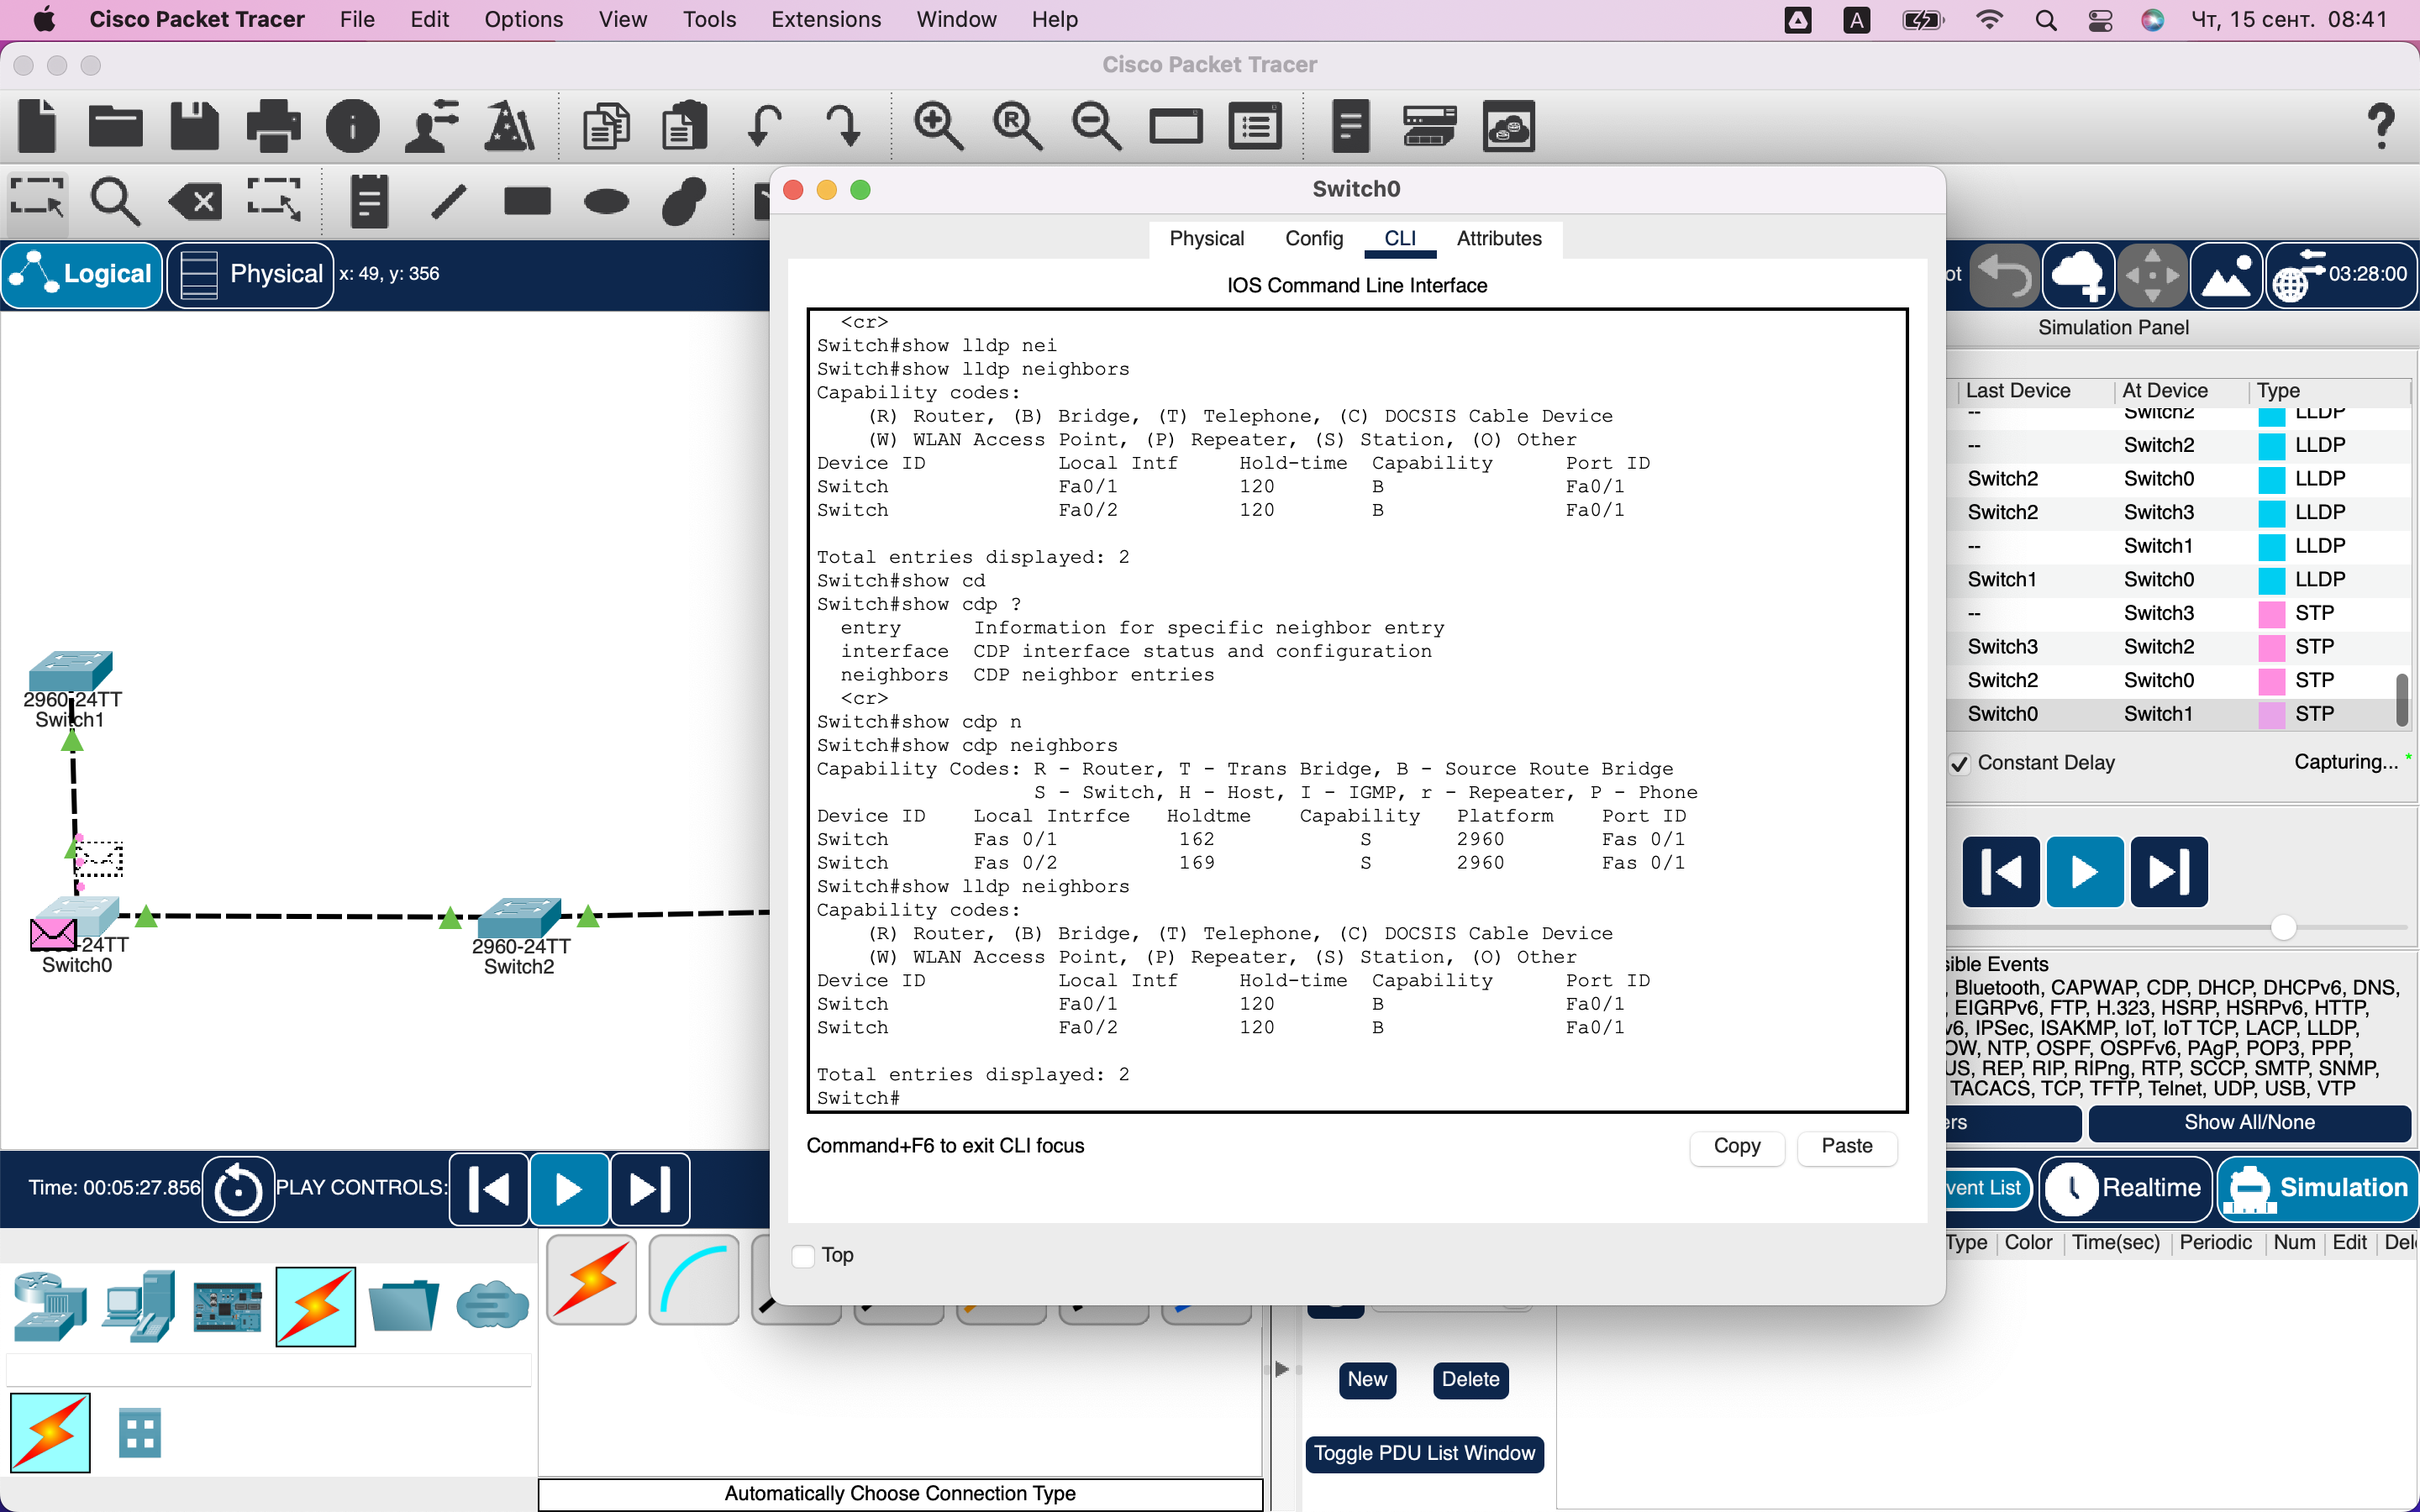 Cisco Packet Tracer File Edit Options View Tools Extensions Window Help A Чт, 15 сент. 08:41
Cisco Packet Tracer
Switch0
Physical Config CLI Attributes
Logical Physical x: 49, y: 356
03:28:00
IOS Command Line Interface
<cr>
Switch#show lldp nei
Switch#show lldp neighbors
Capability codes:
(R) Router, (B) Bridge, (T) Telephone, (C) DOCSIS Cable Device
(W) WLAN Access Point, (P) Repeater, (S) Station, (O) Other
Device ID Local Intf Hold-time Capability Port ID
Switch Fa0/1 120 B Fa0/1
Switch Fa0/2 120 B Fa0/1
Total entries displayed: 2
Switch#show cd
Switch#show cdp ?
entry Information for specific neighbor entry
interface CDP interface status and configuration
neighbors CDP neighbor entries
<cr>
Switch#show cdp n
Switch#show cdp neighbors
Capability Codes: R - Router, T - Trans Bridge, B - Source Route Bridge
S - Switch, H - Host, I - IGMP, r - Repeater, P - Phone
Device ID Local Intrfce Holdtme Capability Platform Port ID
Switch Fas 0/1 162 S 2960 Fas 0/1
Switch Fas 0/2 169 S 2960 Fas 0/1
Switch#show lldp neighbors
Capability codes:
(R) Router, (B) Bridge, (T) Telephone, (C) DOCSIS Cable Device
(W) WLAN Access Point, (P) Repeater, (S) Station, (O) Other
Device ID Local Intf Hold-time Capability Port ID
Switch Fa0/1 120 B Fa0/1
Switch Fa0/2 120 B Fa0/1
Total entries displayed: 2
Switch#
Command+F6 to exit CLI focus
Copy Paste
Top
Simulation Panel
Last Device At Device Type
-- Switch2 LLDP
-- Switch2 LLDP
Switch2 Switch0 LLDP
Switch2 Switch3 LLDP
-- Switch1 LLDP
Switch1 Switch0 LLDP
-- Switch3 STP
Switch3 Switch2 STP
Switch2 Switch0 STP
Switch0 Switch1 STP
Constant Delay Capturing... *
Events
Bluetooth, CAPWAP, CDP, DHCP, DHCPv6, DNS,
EIGRPv6, FTP, H.323, HSRP, HSRPv6, HTTP,
IPSec, ISAKMP, IoT, IoT TCP, LACP, LLDP,
NTP, OSPF, OSPFv6, PAgP, POP3, PPP,
REP, RIP, RIPng, RTP, SCCP, SMTP, SNMP,
TACACS, TCP, TFTP, Telnet, UDP, USB, VTP
Show All/None
2960-24TT
Switch1
-24TT
Switch0
2960-24TT
Switch2
Time: 00:05:27.856 PLAY CONTROLS:
vent List Realtime Simulation
Type Color Time(sec) Periodic Num Edit Del
New Delete
Toggle PDU List Window
Automatically Choose Connection Type